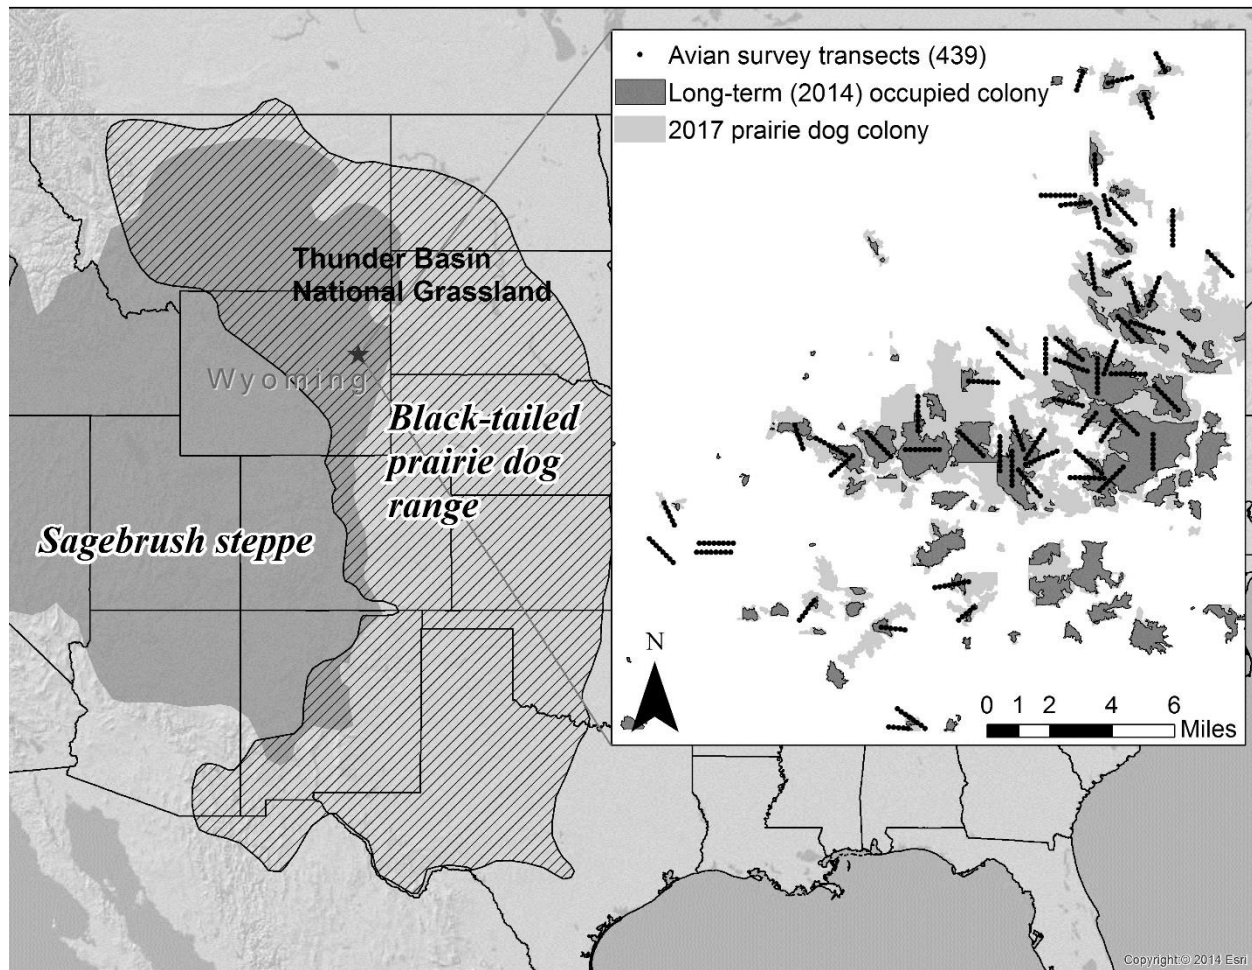 Avian survey transects (439)
Long-term (2014) occupied colony
2017 prairie dog colony
Thunder Basin
National Grassland
Wyoming
Black-tailed
prairie dog
range
Sagebrush steppe
N
0 1 2 4 6
Miles
Copyright:© 2014 Esri